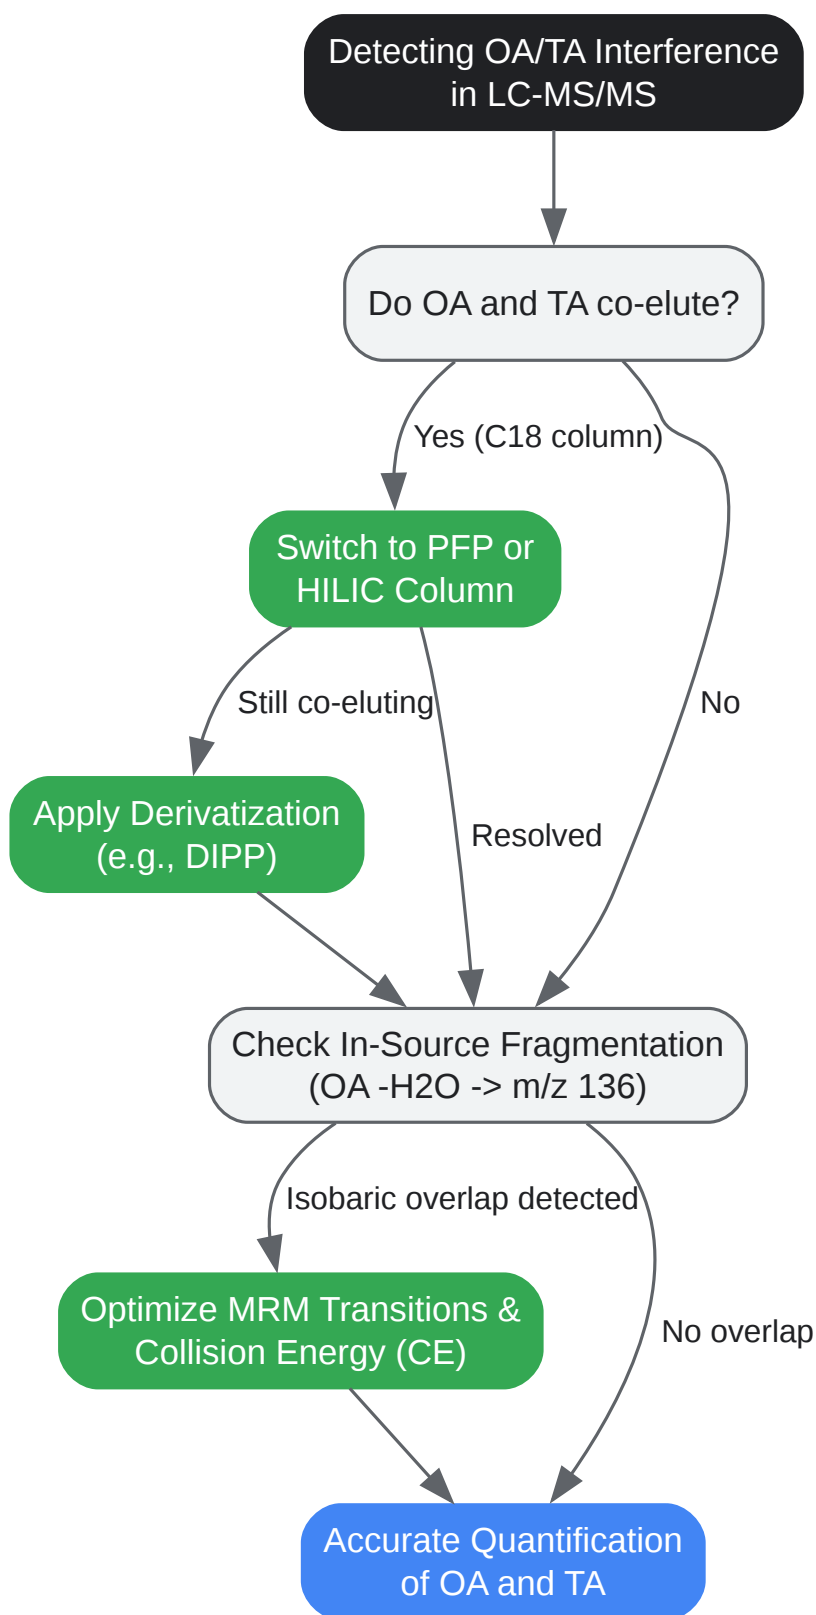 Detecting OA/TA Interference
in LC-MS/MS
Do OA and TA co-elute?
Yes (C18 column)
Switch to PFP or
HILIC Column
Still co-eluting
No
Apply Derivatization
(e.g., DIPP)
Resolved
Check In-Source Fragmentation
(OA -H2O -> m/z 136)
Isobaric overlap detected
Optimize MRM Transitions &
Collision Energy (CE)
No overlap
Accurate Quantification
of OA and TA